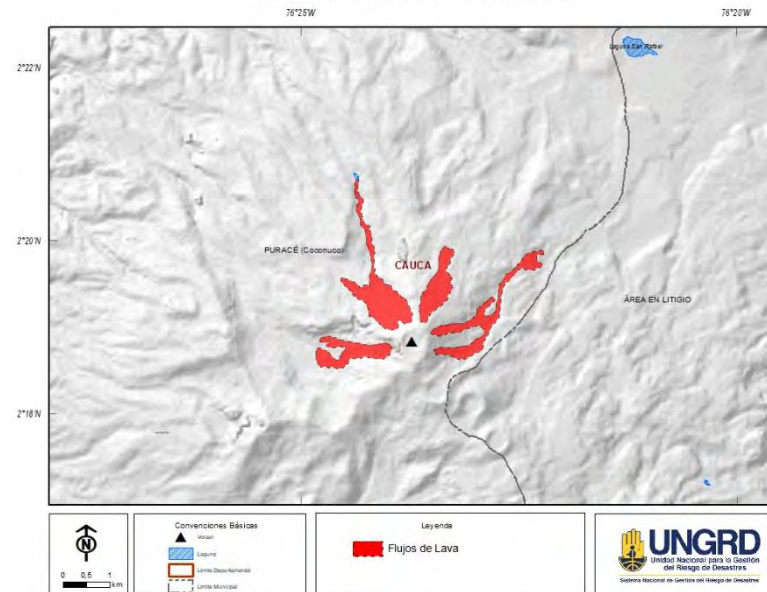 76°25'W
76°20'W
Laguna San Rafael
2°22'N
2°20'N
PURACÉ (Coconuco)
CAUCA
ÁREA EN LITIGIO
2°18'N
N
0 0,5 1
km
Convenciones Básicas
Volcan
Laguna
Limite Departamento
Limite Municipal
Leyenda
Flujos de Lava
UNGRD
Unidad Nacional para la Gestión
del Riesgo de Desastres
Sistema Nacional de Gestión del Riesgo de Desastres